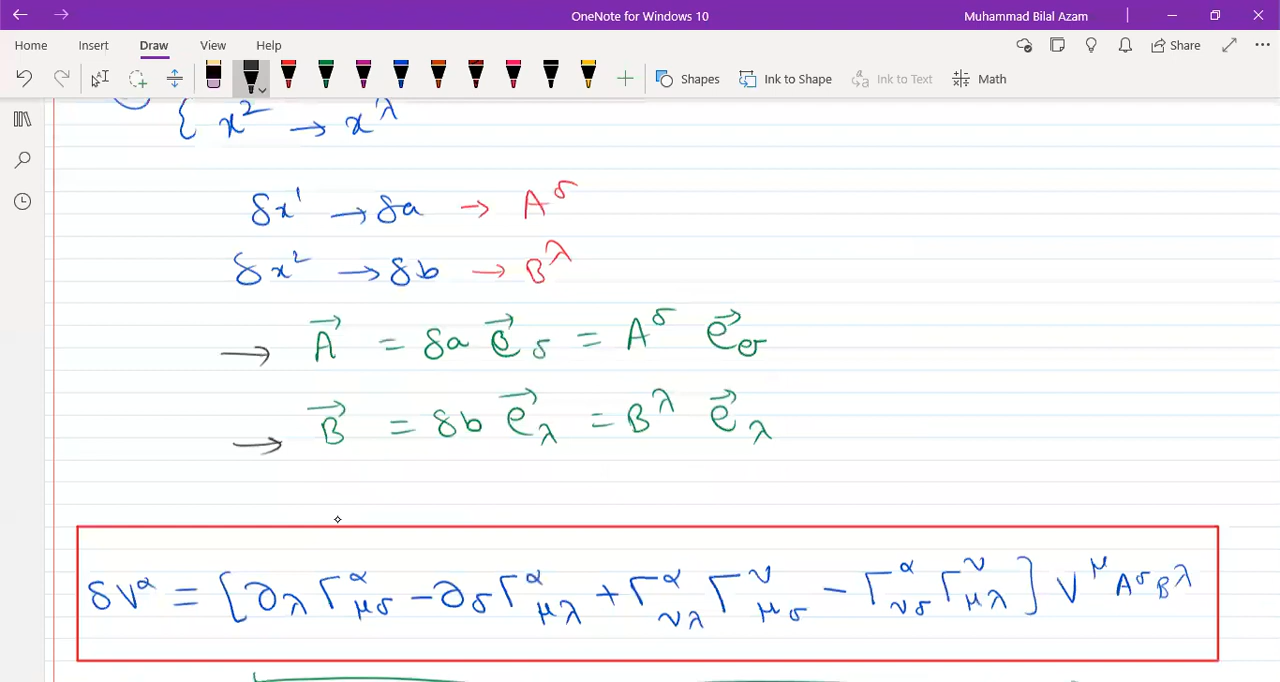 OneNote for Windows 10
Muhammad Bilal Azam
Home Insert Draw View Help
Share
Shapes Ink to Shape Ink to Text Math
{ x² → x^λ
δx¹ → δa → A^σ
δx² → δb → B^λ
→ A⃗ = δa e⃗_σ = A^σ e⃗_σ
→ B⃗ = δb e⃗_λ = B^λ e⃗_λ
δV^α = [∂_λ Γ^α_μσ − ∂_σ Γ^α_μλ + Γ^α_νλ Γ^ν_μσ − Γ^α_νσ Γ^ν_μλ] V^μ A^σ B^λ